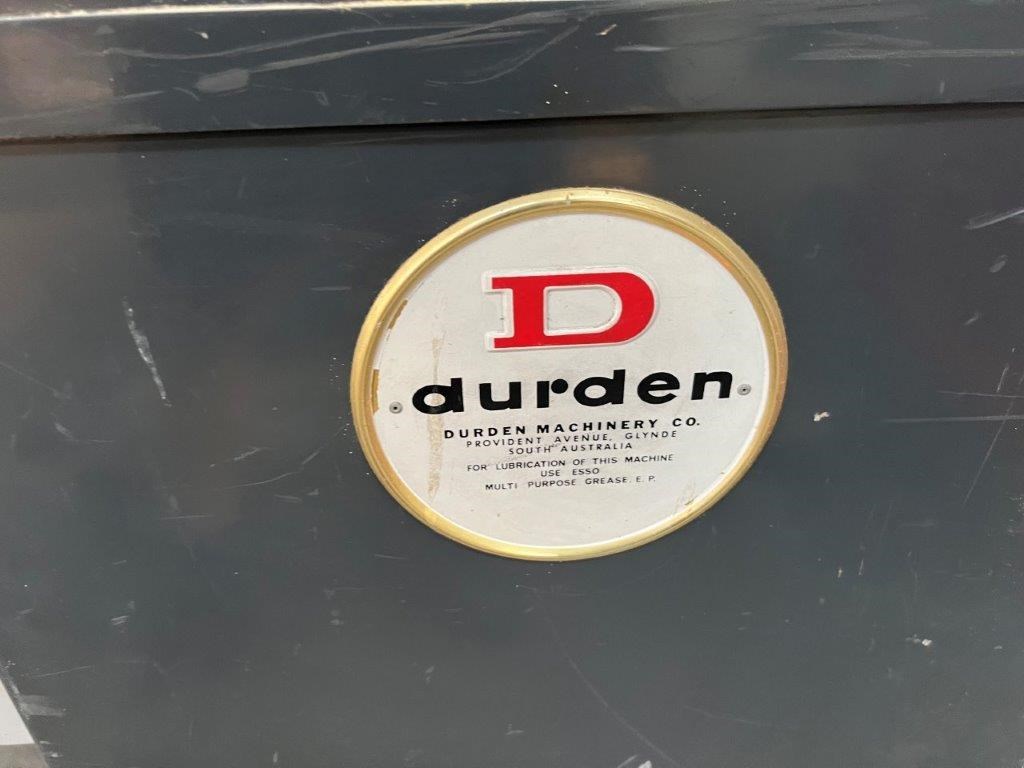 D
durden
DURDEN MACHINERY CO.
PROVIDENT AVENUE, GLYNDE
SOUTH AUSTRALIA
FOR LUBRICATION OF THIS MACHINE
USE ESSO
MULTI PURPOSE GREASE. E. P.